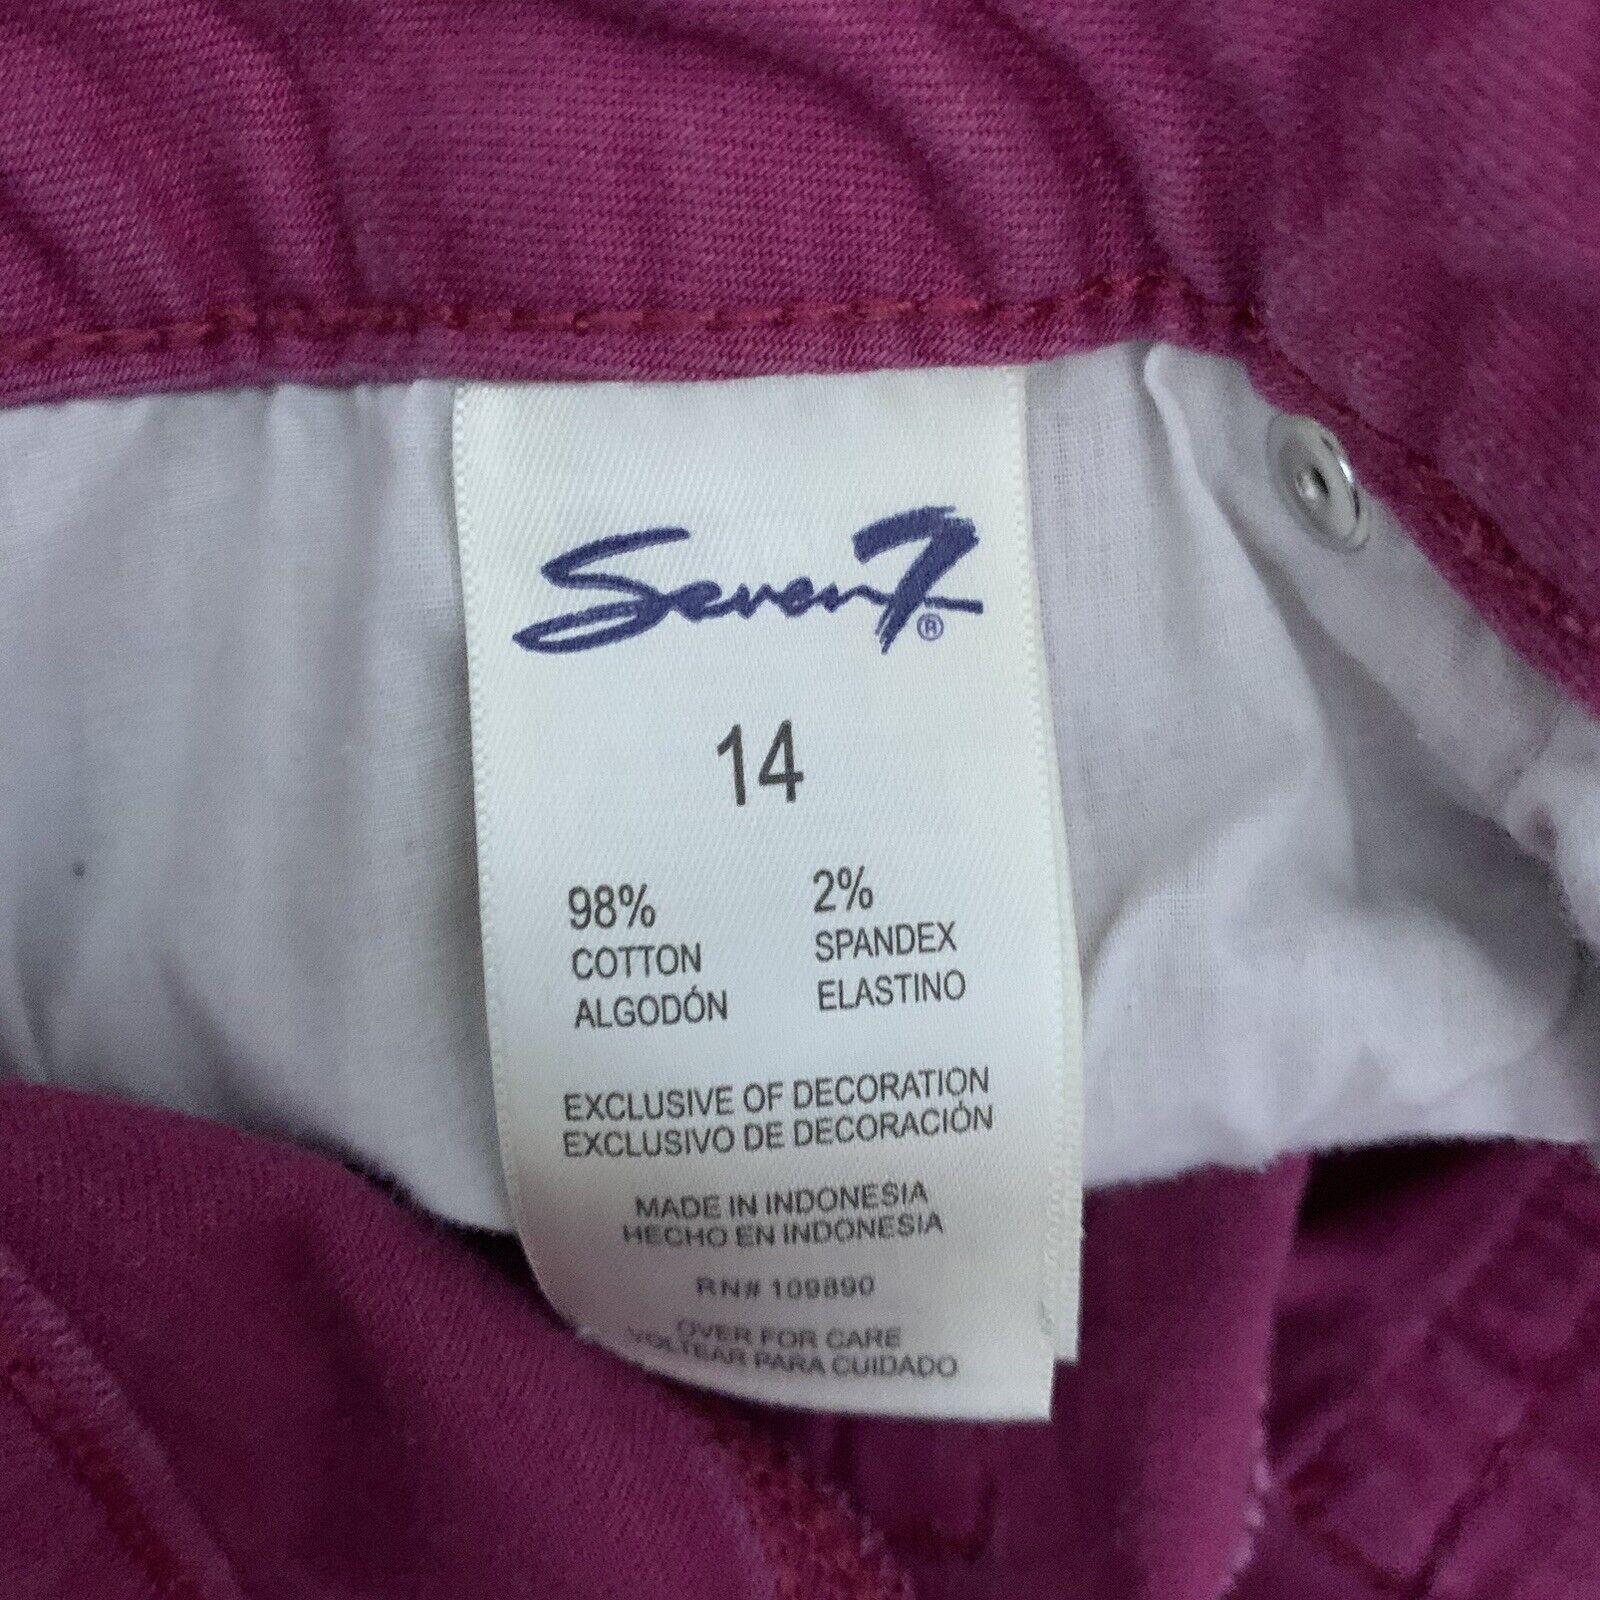 Seven7®
14
98% 2%
COTTON SPANDEX
ALGODÓN ELASTINO
EXCLUSIVE OF DECORATION
EXCLUSIVO DE DECORACIÓN
MADE IN INDONESIA
HECHO EN INDONESIA
RN# 109890
OVER FOR CARE
VOLTEAR PARA CUIDADO